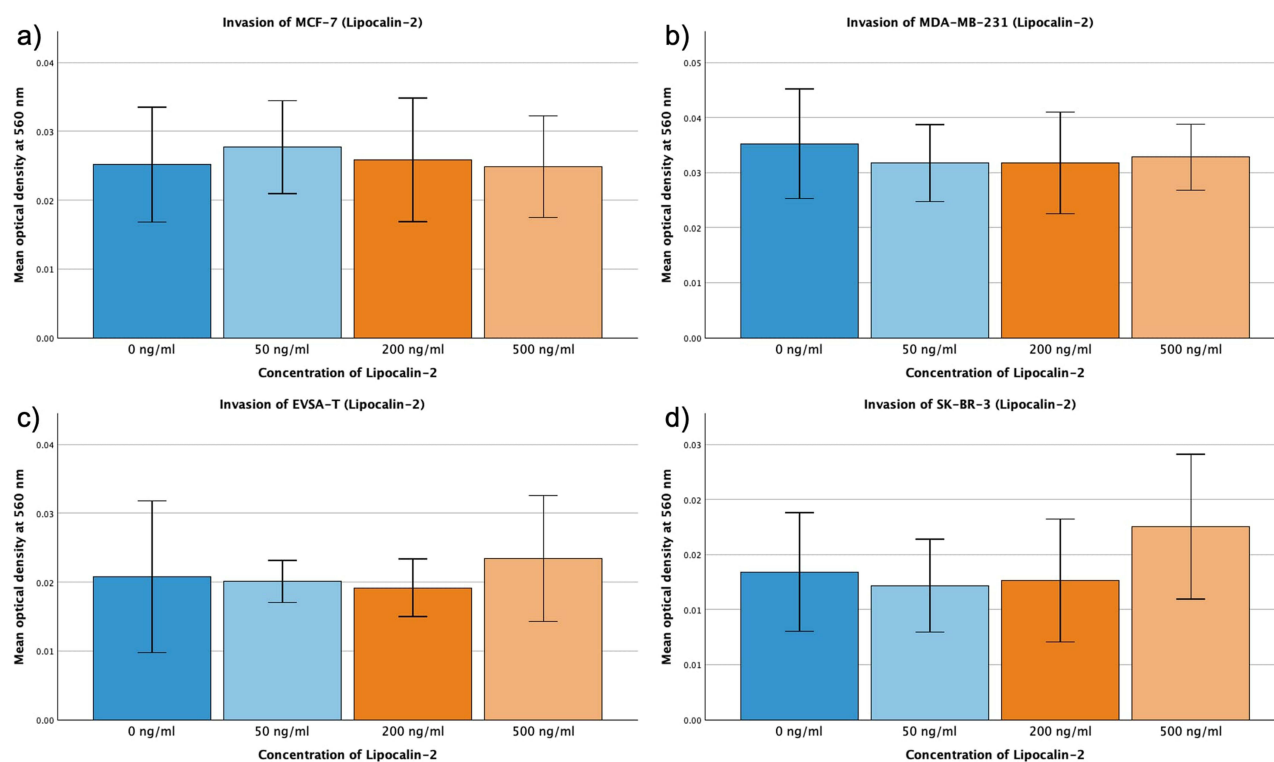 a)
Invasion of MCF-7 (Lipocalin-2)
Mean optical density at 560 nm
0.04
0.03
0.02
0.01
0.00
0 ng/ml 50 ng/ml 200 ng/ml 500 ng/ml
Concentration of Lipocalin-2
b)
Invasion of MDA-MB-231 (Lipocalin-2)
Mean optical density at 560 nm
0.05
0.04
0.03
0.02
0.01
0.00
0 ng/ml 50 ng/ml 200 ng/ml 500 ng/ml
Concentration of Lipocalin-2
c)
Invasion of EVSA-T (Lipocalin-2)
Mean optical density at 560 nm
0.04
0.03
0.02
0.01
0.00
0 ng/ml 50 ng/ml 200 ng/ml 500 ng/ml
Concentration of Lipocalin-2
d)
Invasion of SK-BR-3 (Lipocalin-2)
Mean optical density at 560 nm
0.03
0.02
0.02
0.01
0.01
0.00
0 ng/ml 50 ng/ml 200 ng/ml 500 ng/ml
Concentration of Lipocalin-2